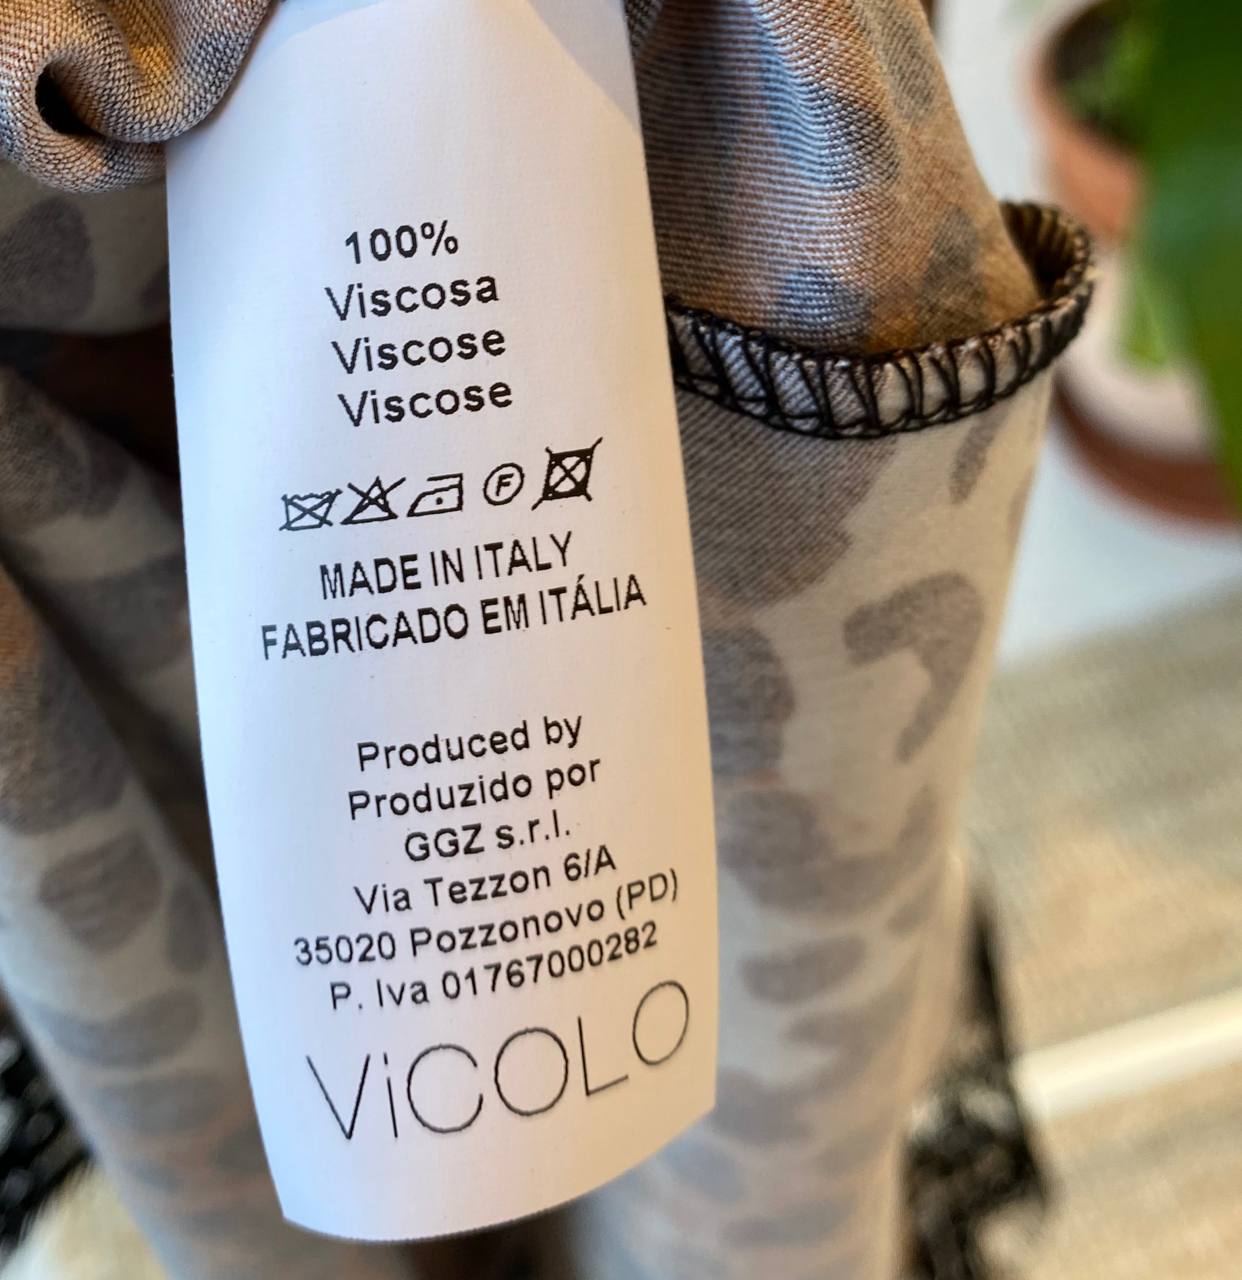 100%
Viscosa
Viscose
Viscose
F
MADE IN ITALY
FABRICADO EM ITÁLIA
Produced by
Produzido por
GGZ s.r.l.
Via Tezzon 6/A
35020 Pozzonovo (PD)
P. Iva 01767000282
ViCOLO